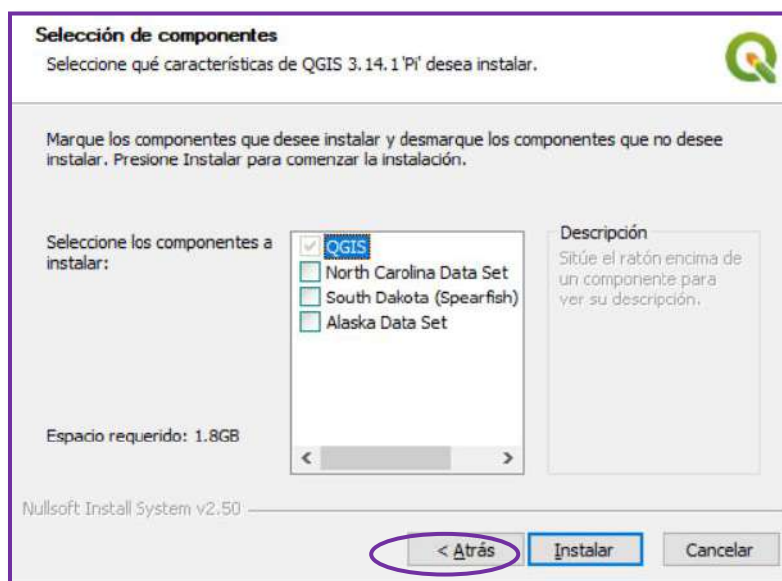 Selección de componentes
Seleccione qué características de QGIS 3.14.1'Pi' desea instalar.
Marque los componentes que desee instalar y desmarque los componentes que no desee
instalar. Presione Instalar para comenzar la instalación.
Seleccione los componentes a
instalar:
QGIS
North Carolina Data Set
South Dakota (Spearfish)
Alaska Data Set
Descripción
Sitúe el ratón encima de
un componente para
ver su descripción.
Espacio requerido: 1.8GB
Nullsoft Install System v2.50
< Atrás
Instalar
Cancelar